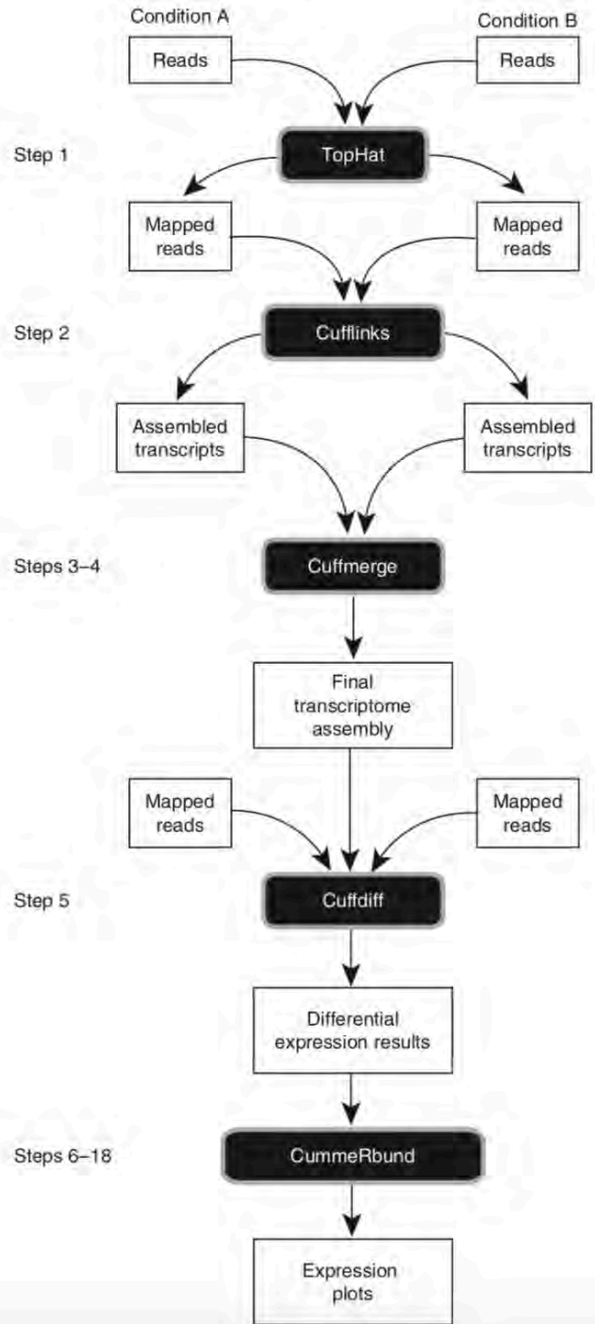 Condition A
Condition B
Reads
Reads
Step 1
TopHat
Mapped
reads
Mapped
reads
Step 2
Cufflinks
Assembled
transcripts
Assembled
transcripts
Steps 3–4
Cuffmerge
Final
transcriptome
assembly
Mapped
reads
Mapped
reads
Step 5
Cuffdiff
Differential
expression results
Steps 6–18
CummeRbund
Expression
plots